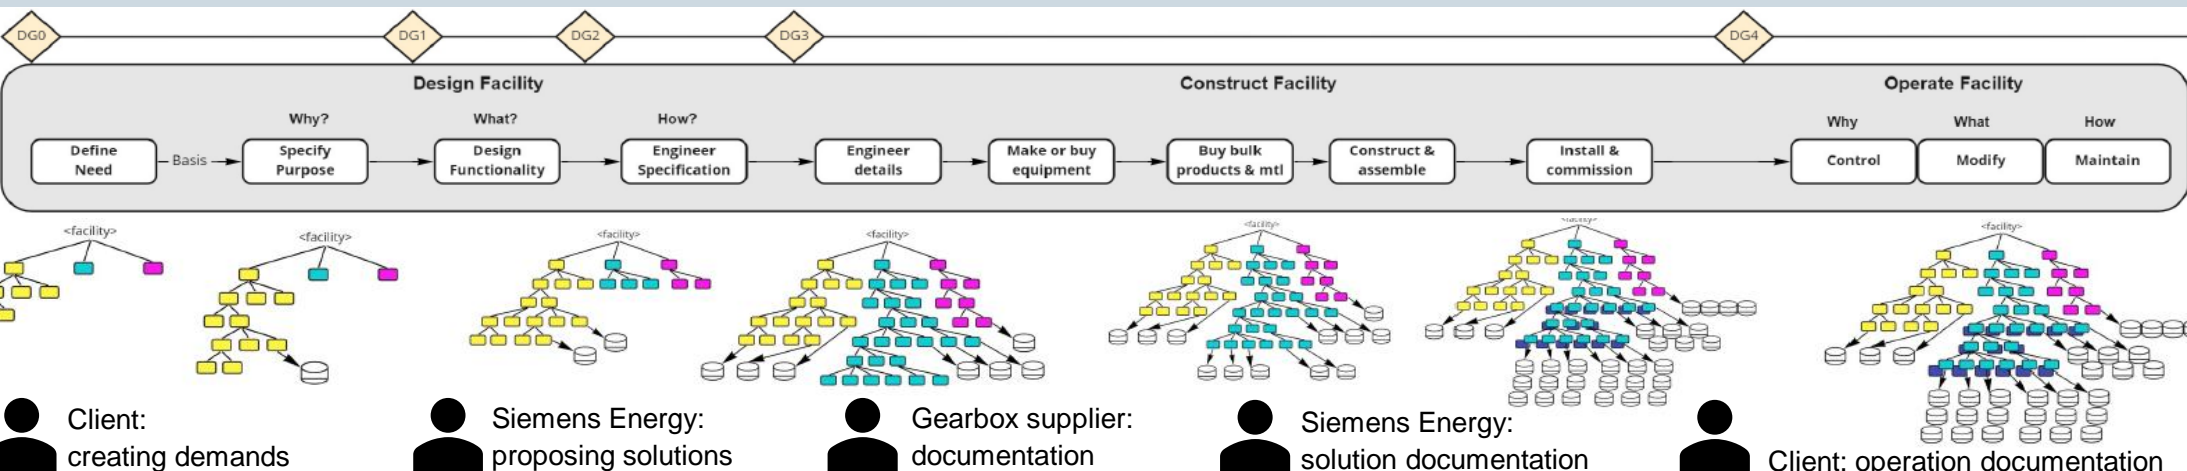 DG0
DG1
DG2
DG3
DG4
Design Facility
Construct Facility
Operate Facility
Why?
What?
How?
Why
What
How
Define
Need
Basis
Specify
Purpose
Design
Functionality
Engineer
Specification
Engineer
details
Make or buy
equipment
Buy bulk
products & mtl
Construct &
assemble
Install &
commission
Control
Modify
Maintain
<facility>
<facility>
<facility>
<facility>
<facility>
<facility>
<facility>
Client:
creating demands
Siemens Energy:
proposing solutions
Gearbox supplier:
documentation
Siemens Energy:
solution documentation
Client: operation documentation